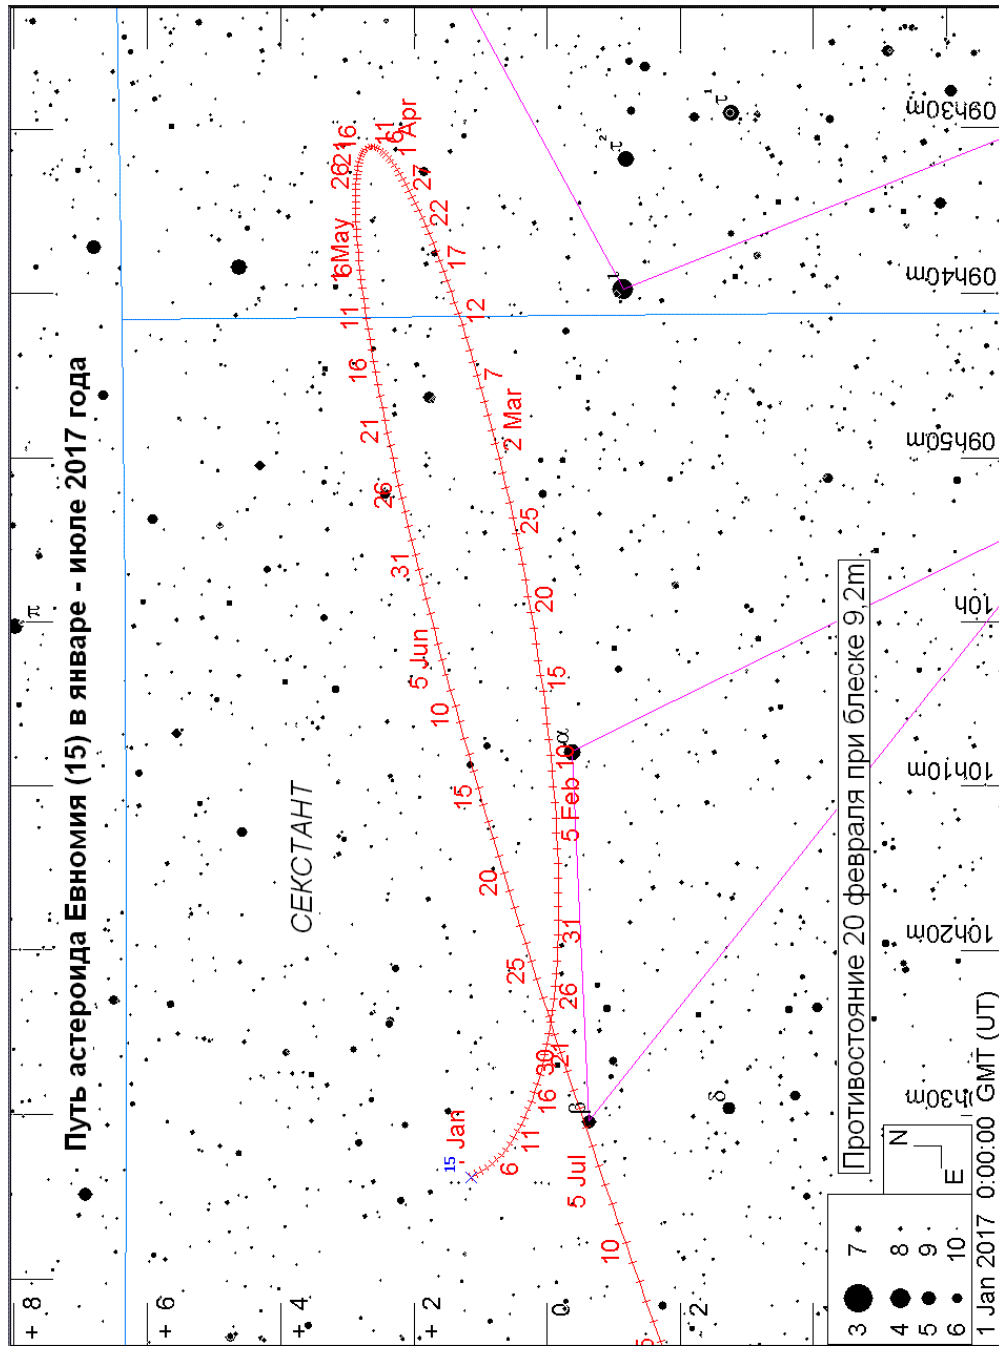 Путь астероида Евномия (15) в январе - июле 2017 года
π
+ 8
+ 6
+ 4
+ 2
0
2
СЕКСТАНТ
15
1 Jan
6
11
16
21
26
31
5 Feb
10
15
20
25
2 Mar
7
12
17
22
27
1 Apr
6
11
16
21
26
1 May
6
11
16
21
26
31
5 Jun
10
15
20
25
30
5 Jul
10
α
β
δ
ι
τ²
τ¹
Противостояние 20 февраля при блеске 9,2m
09h30m
09h40m
09h50m
10h
10h10m
10h20m
N
E
3 7
4 8
5 9
6 10
1 Jan 2017 0:00:00 GMT (UT)